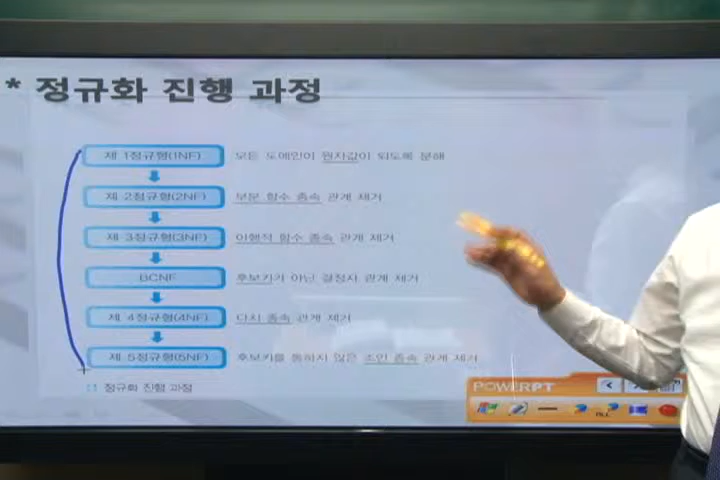 * 정규화 진행 과정
제 1정규형(1NF) 모든 도메인이 원자값이 되도록 분해
제 2정규형(2NF) 부분 함수 종속 관계 제거
제 3정규형(3NF) 이행적 함수 종속 관계 제거
BCNF 후보키가 아닌 결정자 관계 제거
제 4정규형(4NF) 다치 종속 관계 제거
제 5정규형(5NF) 후보키를 통하지 않은 조인 종속 관계 제거
정규화 진행 과정
POWERPT
ALL